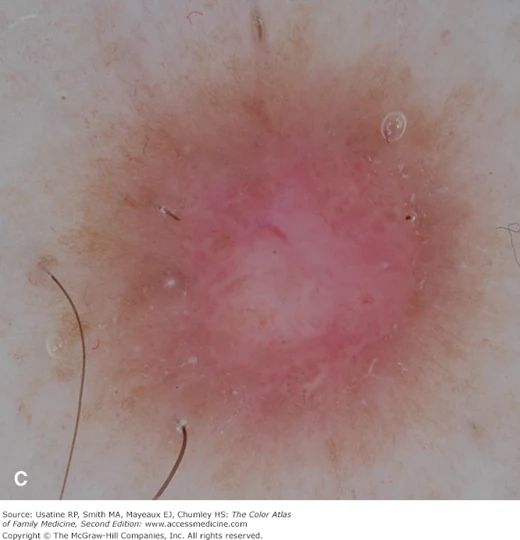 C
Source: Usatine RP, Smith MA, Mayeaux EJ, Chumley HS: The Color Atlas
of Family Medicine, Second Edition: www.accessmedicine.com
Copyright © The McGraw-Hill Companies, Inc. All rights reserved.